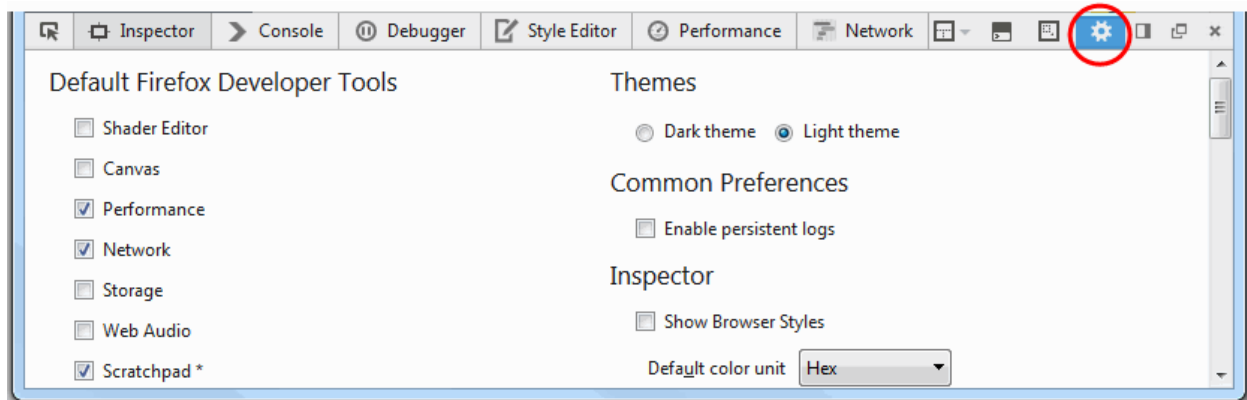 Inspector Console Debugger Style Editor Performance Network
Default Firefox Developer Tools
Shader Editor
Canvas
Performance
Network
Storage
Web Audio
Scratchpad *
Themes
Dark theme Light theme
Common Preferences
Enable persistent logs
Inspector
Show Browser Styles
Default color unit Hex